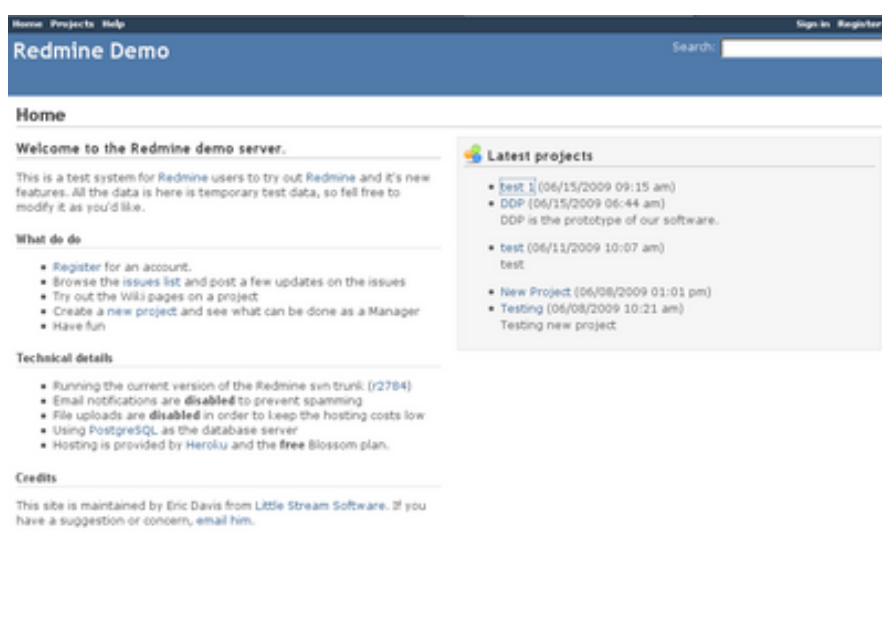 Home Projects Help
Sign in Register
Redmine Demo
Search:
Home
Welcome to the Redmine demo server.
This is a test system for Redmine users to try out Redmine and it's new
features. All the data is here is temporary test data, so fell free to
modify it as you'd like.
What do do
Register for an account.
Browse the issues list and post a few updates on the issues
Try out the Wiki pages on a project
Create a new project and see what can be done as a Manager
Have fun
Technical details
Running the current version of the Redmine svn trunk (r2784)
Email notifications are disabled to prevent spamming
File uploads are disabled in order to keep the hosting costs low
Using PostgreSQL as the database server
Hosting is provided by Heroku and the free Blossom plan.
Credits
This site is maintained by Eric Davis from Little Stream Software. If you
have a suggestion or concern, email him.
Latest projects
test 1 (06/15/2009 09:15 am)
DDP (06/15/2009 06:44 am)
DDP is the prototype of our software.
test (06/11/2009 10:07 am)
test
New Project (06/08/2009 01:01 pm)
Testing (06/08/2009 10:21 am)
Testing new project